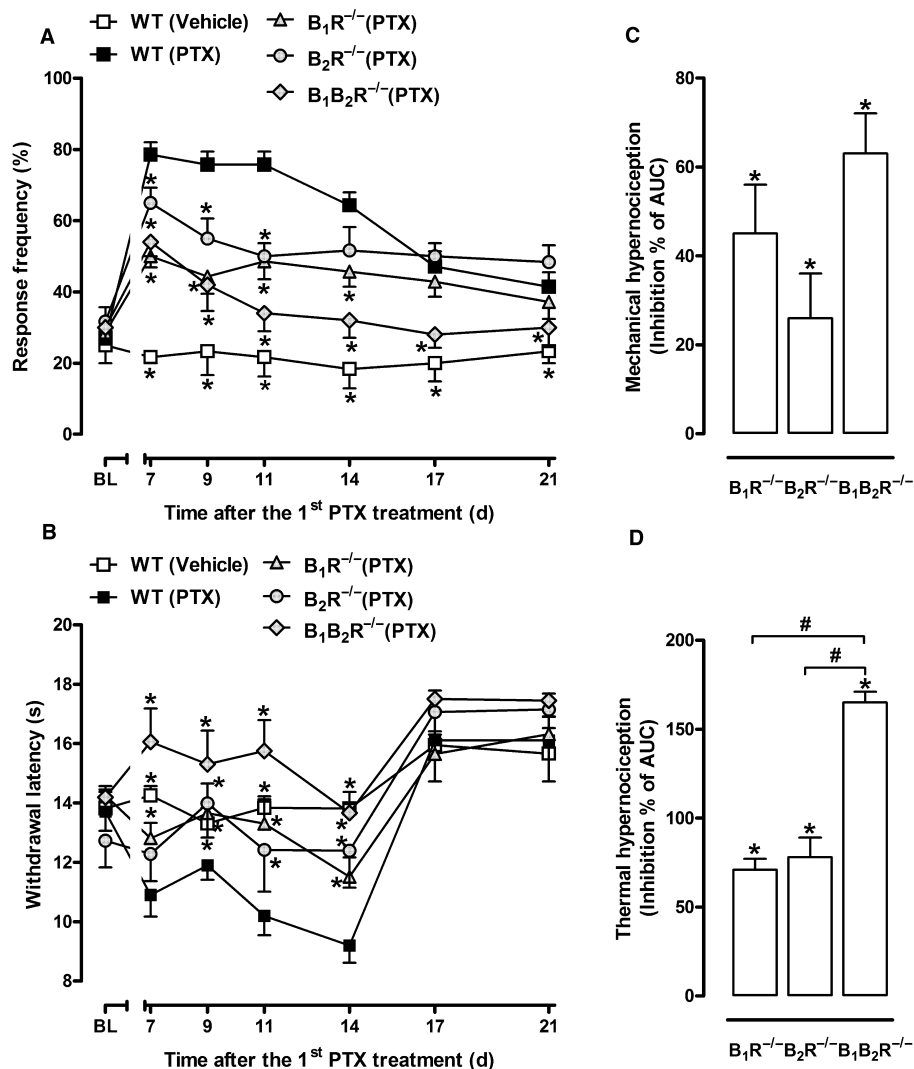 A
WT (Vehicle)
WT (PTX)
B₁R⁻/⁻(PTX)
B₂R⁻/⁻(PTX)
B₁B₂R⁻/⁻(PTX)
Response frequency (%)
100
80
60
40
20
0
* * * * * * * * * * * * * * * * * * * *
BL 7 9 11 14 17 21
Time after the 1ˢᵗ PTX treatment (d)
B
WT (Vehicle)
WT (PTX)
B₁R⁻/⁻(PTX)
B₂R⁻/⁻(PTX)
B₁B₂R⁻/⁻(PTX)
Withdrawal latency (s)
20
18
16
14
12
10
8
* * * * * * * * * * * * * * *
BL 7 9 11 14 17 21
Time after the 1ˢᵗ PTX treatment (d)
C
Mechanical hypernociception
(Inhibition % of AUC)
80
60
40
20
0
* * *
B₁R⁻/⁻ B₂R⁻/⁻ B₁B₂R⁻/⁻
D
Thermal hypernociception
(Inhibition % of AUC)
200
150
100
50
0
#
#
* * *
B₁R⁻/⁻ B₂R⁻/⁻ B₁B₂R⁻/⁻